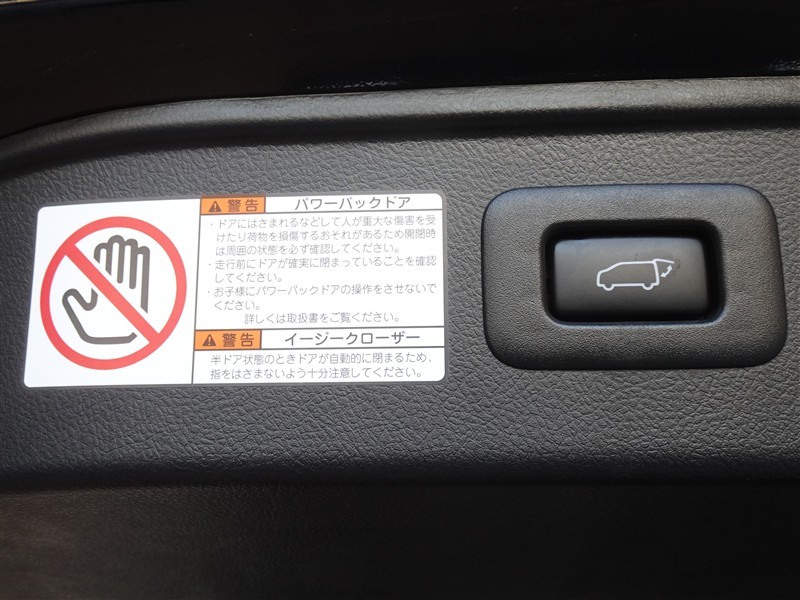 警告 パワーバックドア
・ドアにはさまれるなどして人が重大な傷害を受
けたり荷物を損傷するおそれがあるため開閉時
は周囲の状態を必ず確認してください。
・走行前にドアが確実に閉まっていることを確認
してください。
・お子様にパワーバックドアの操作をさせないで
ください。
詳しくは取扱書をご覧ください。
警告 イージークローザー
半ドア状態のときドアが自動的に閉まるため、
指をはさまないよう十分注意してください。